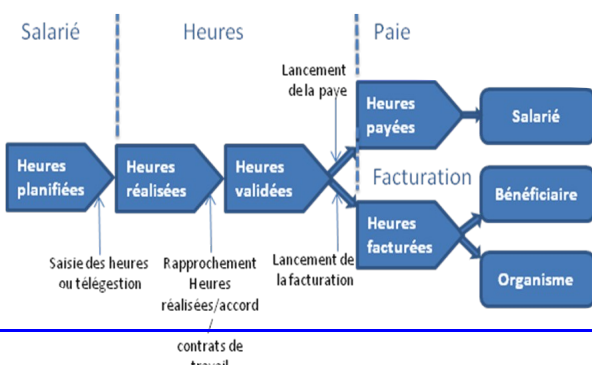 Salarié
Heures
Paie
Lancement
de la paye
Heures
payées
Salarié
Heures
planifiées
Heures
réalisées
Heures
validées
Facturation
Bénéficiaire
Heures
facturées
Organisme
Saisie des heures
ou télégestion
Rapprochement
Heures
réalisées/accord
/
contrats de
Lancement de
la facturation